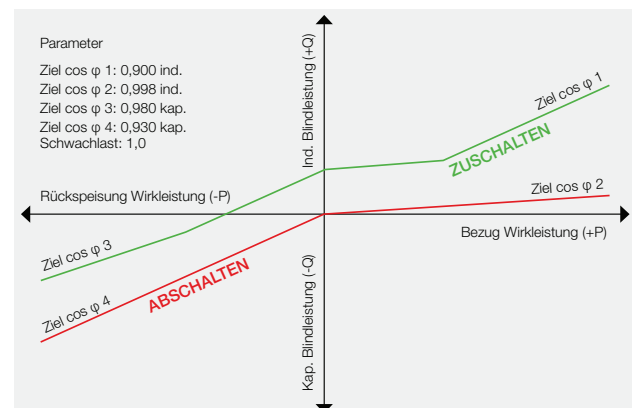 Parameter
Ziel cos φ 1: 0,900 ind.
Ziel cos φ 2: 0,998 ind.
Ziel cos φ 3: 0,980 kap.
Ziel cos φ 4: 0,930 kap.
Schwachlast: 1,0
Ind. Blindleistung (+Q)
Ziel cos φ 1
ZUSCHALTEN
Rückspeisung Wirkleistung (-P)
Ziel cos φ 2
Bezug Wirkleistung (+P)
Ziel cos φ 3
ABSCHALTEN
Ziel cos φ 4
Kap. Blindleistung (-Q)